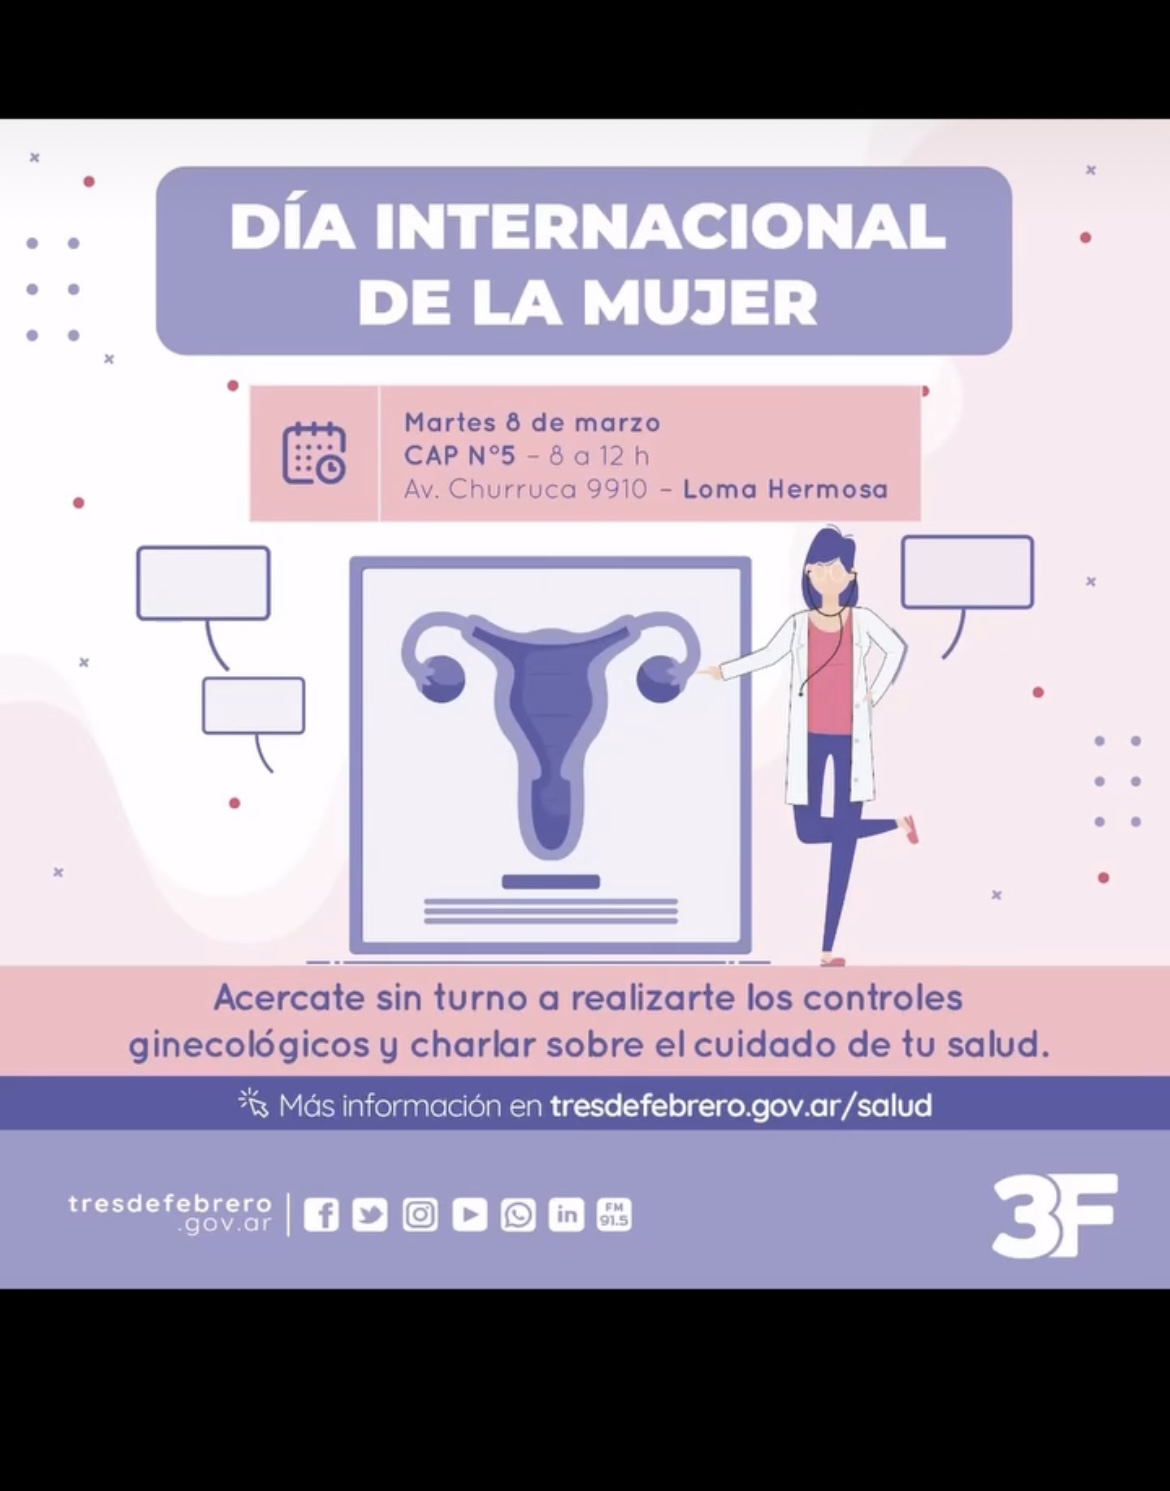 DÍA INTERNACIONAL
DE LA MUJER
Martes 8 de marzo
CAP N°5 – 8 a 12 h
Av. Churruca 9910 – Loma Hermosa
Acercate sin turno a realizarte los controles
ginecológicos y charlar sobre el cuidado de tu salud.
Más información en tresdefebrero.gov.ar/salud
tresdefebrero
.gov.ar
FM
91.5
3F